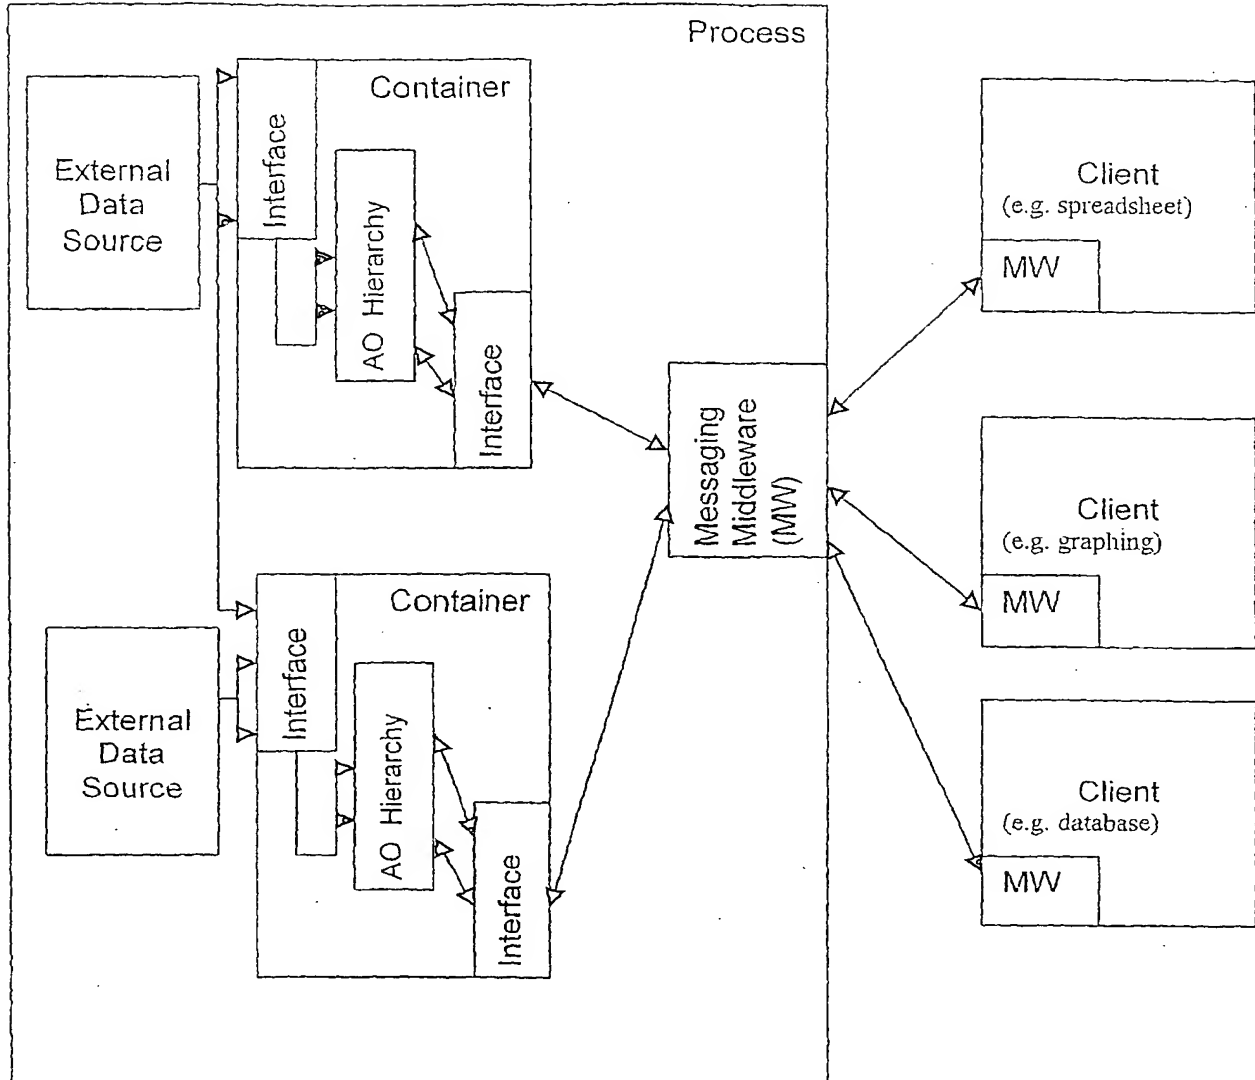 Process
Container
External
Data
Source
Interface
AO Hierarchy
Interface
Container
External
Data
Source
Interface
AO Hierarchy
Interface
Messaging
Middleware
(MW)
Client
(e.g. spreadsheet)
MW
Client
(e.g. graphing)
MW
Client
(e.g. database)
MW